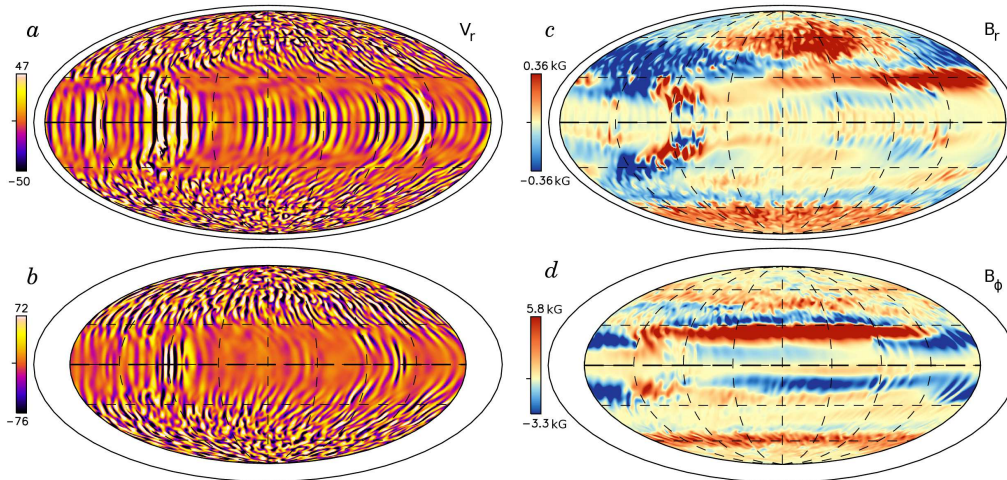 a
V_r
47
−50
c
B_r
0.36 kG
−0.36 kG
b
72
−76
d
B_ϕ
5.8 kG
−3.3 kG